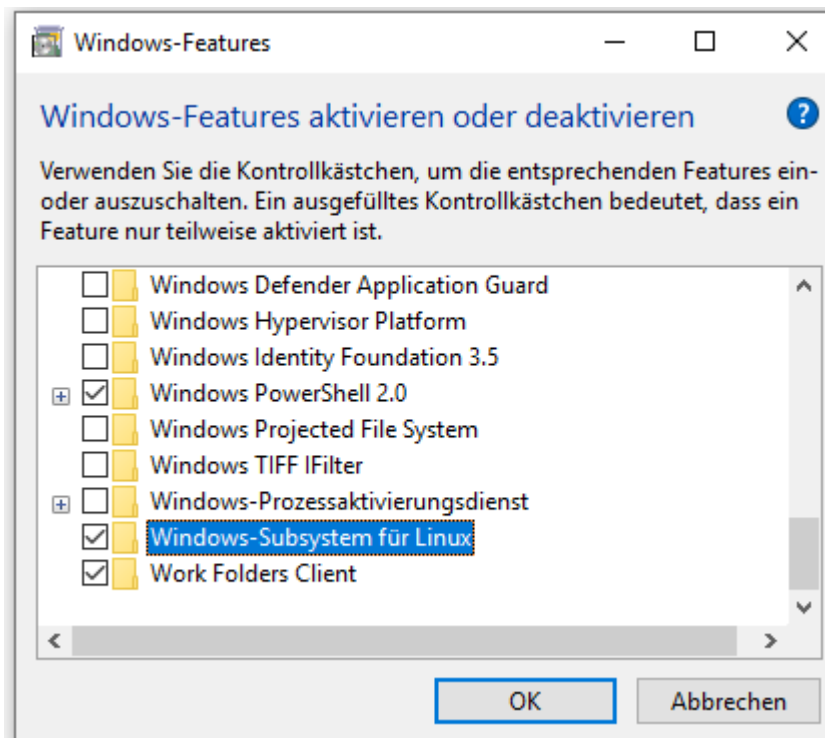 Windows-Features
Windows-Features aktivieren oder deaktivieren
Verwenden Sie die Kontrollkästchen, um die entsprechenden Features ein-
oder auszuschalten. Ein ausgefülltes Kontrollkästchen bedeutet, dass ein
Feature nur teilweise aktiviert ist.
Windows Defender Application Guard
Windows Hypervisor Platform
Windows Identity Foundation 3.5
Windows PowerShell 2.0
Windows Projected File System
Windows TIFF IFilter
Windows-Prozessaktivierungsdienst
Windows-Subsystem für Linux
Work Folders Client
OK
Abbrechen